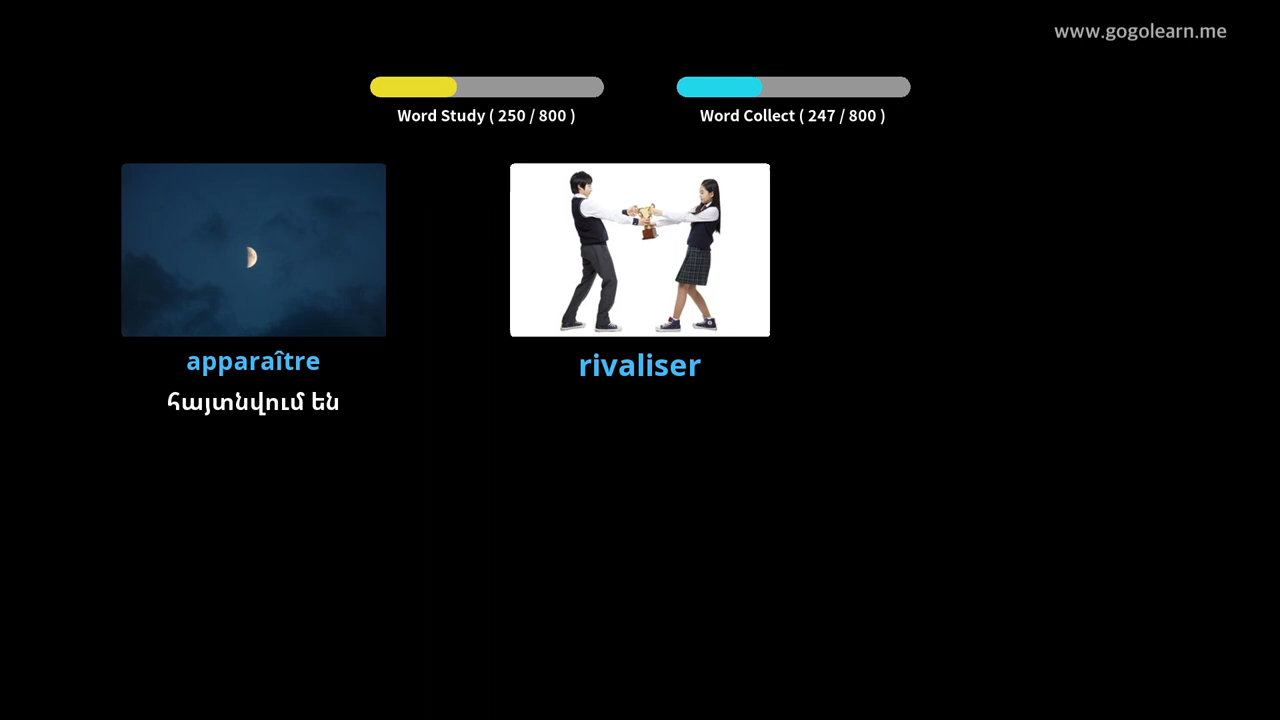 www.gogolearn.me
Word Study ( 250 / 800 )
Word Collect ( 247 / 800 )
apparaître
հայտնվում են
rivaliser